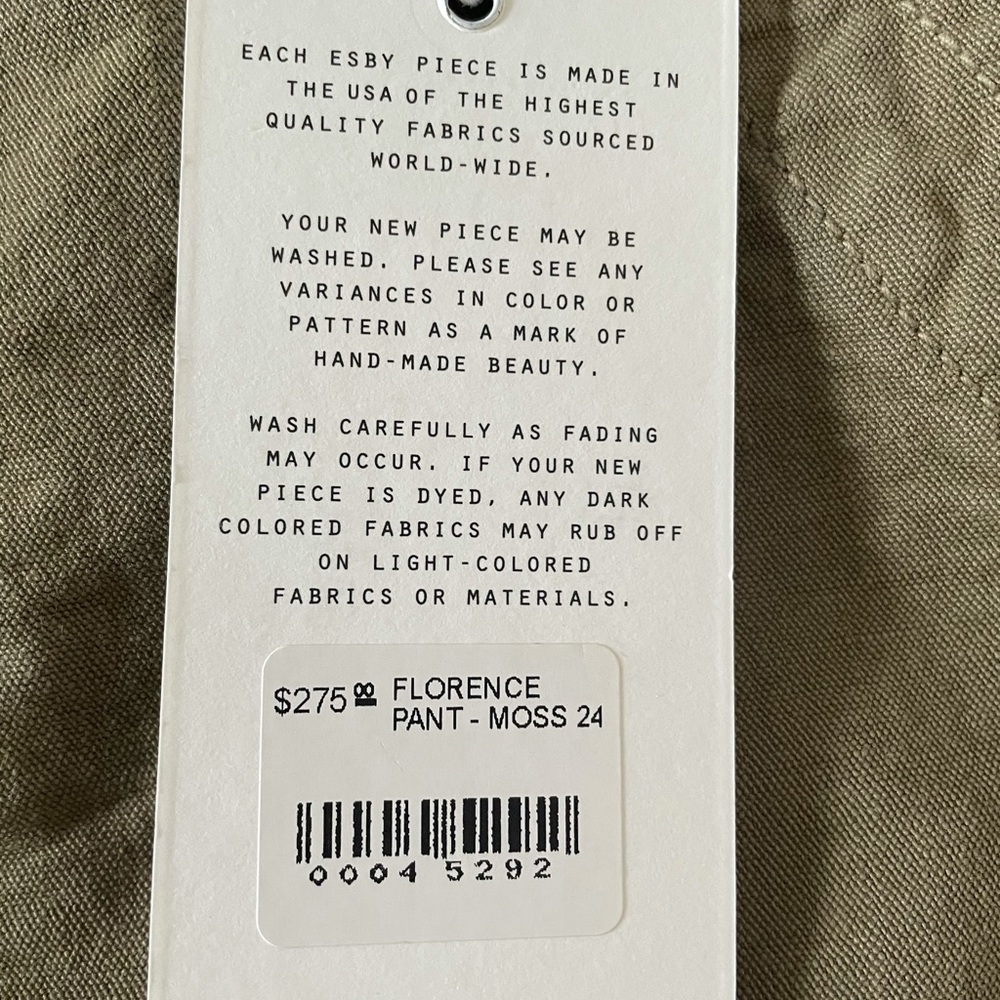 EACH ESBY PIECE IS MADE IN
THE USA OF THE HIGHEST
QUALITY FABRICS SOURCED
WORLD-WIDE.
YOUR NEW PIECE MAY BE
WASHED. PLEASE SEE ANY
VARIANCES IN COLOR OR
PATTERN AS A MARK OF
HAND-MADE BEAUTY.
WASH CAREFULLY AS FADING
MAY OCCUR. IF YOUR NEW
PIECE IS DYED, ANY DARK
COLORED FABRICS MAY RUB OFF
ON LIGHT-COLORED
FABRICS OR MATERIALS.
$275 00 FLORENCE
PANT - MOSS 24
0004 5292